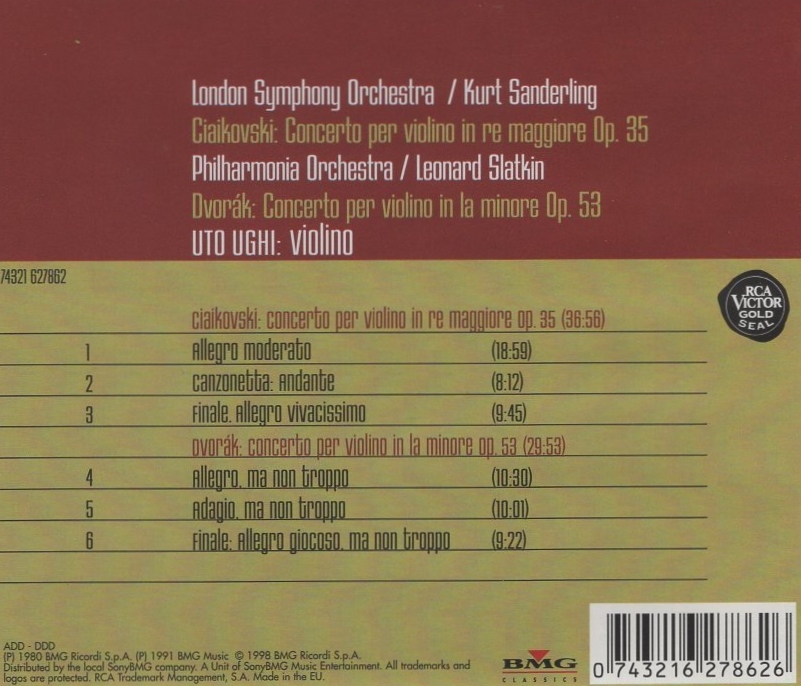 London Symphony Orchestra / Kurt Sanderling
Ciaikovski: Concerto per violino in re maggiore Op. 35
Philharmonia Orchestra / Leonard Slatkin
Dvorák: Concerto per violino in la minore Op. 53
UTO UGHI: violino
74321 627862
RCA
VICTOR
GOLD
SEAL
ciaikovski: concerto per violino in re maggiore op. 35 (36:56)
1 Allegro moderato (18:59)
2 canzonetta: Andante (8:12)
3 Finale. Allegro vivacissimo (9:45)
Dvorák: concerto per violino in la minore op. 53 (29:53)
4 Allegro, ma non troppo (10:30)
5 Adagio, ma non troppo (10:01)
6 Finale: Allegro giocoso, ma non troppo (9:22)
ADD - DDD
(P) 1980 BMG Ricordi S.p.A. (P) 1991 BMG Music © 1998 BMG Ricordi S.p.A.
Distributed by the local SonyBMG company. A Unit of SonyBMG Music Entertainment. All trademarks and
logos are protected. RCA Trademark Management, S.A. Made in the EU.
BMG
CLASSICS
0 743216 278626